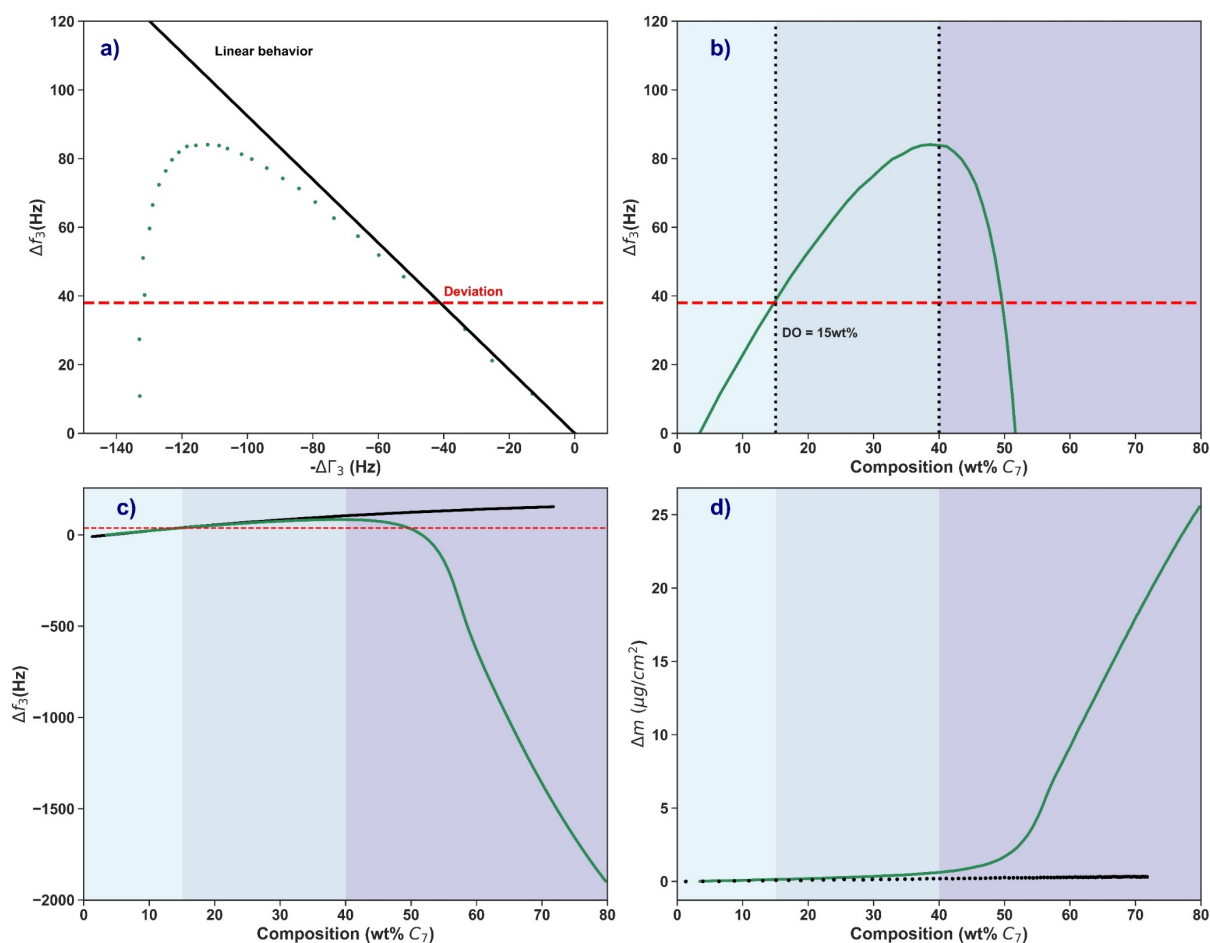 a)
Linear behavior
Deviation
120
100
80
60
40
20
0
Δf₃(Hz)
−140 −120 −100 −80 −60 −40 −20 0
-ΔΓ₃ (Hz)
b)
DO = 15wt%
120
100
80
60
40
20
0
Δf₃(Hz)
0 10 20 30 40 50 60 70 80
Composition (wt% C₇)
c)
0
−500
−1000
−1500
−2000
Δf₃(Hz)
0 10 20 30 40 50 60 70 80
Composition (wt% C₇)
d)
25
20
15
10
5
0
Δm (μg/cm²)
0 10 20 30 40 50 60 70 80
Composition (wt% C₇)